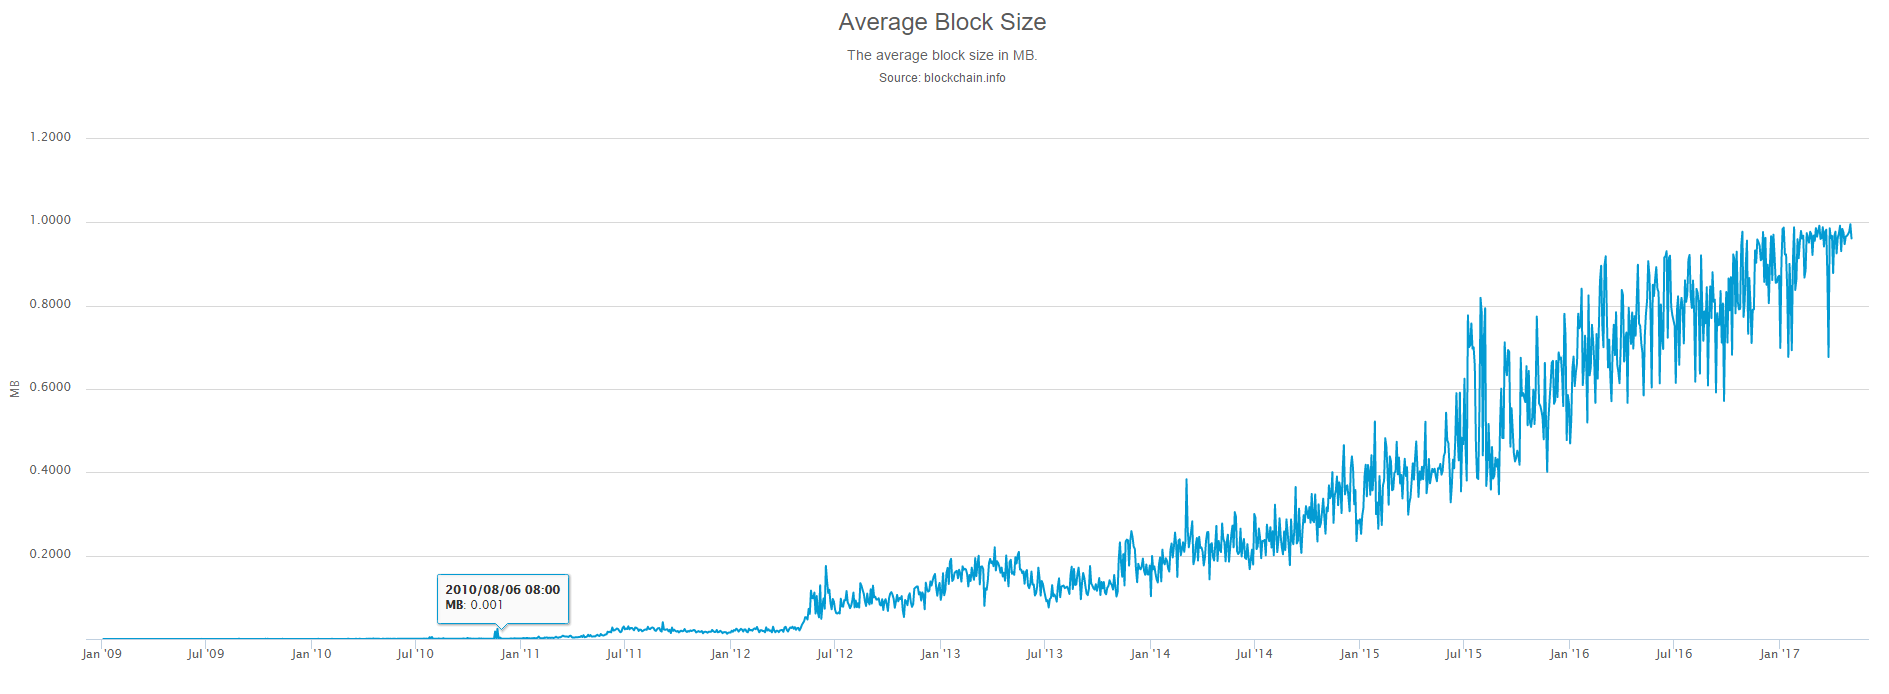 Average Block Size
The average block size in MB.
Source: blockchain.info
1.2000
1.0000
0.8000
0.6000
MB
0.4000
0.2000
2010/08/06 08:00
MB: 0.001
Jan '09 Jul '09 Jan '10 Jul '10 Jan '11 Jul '11 Jan '12 Jul '12 Jan '13 Jul '13 Jan '14 Jul '14 Jan '15 Jul '15 Jan '16 Jul '16 Jan '17